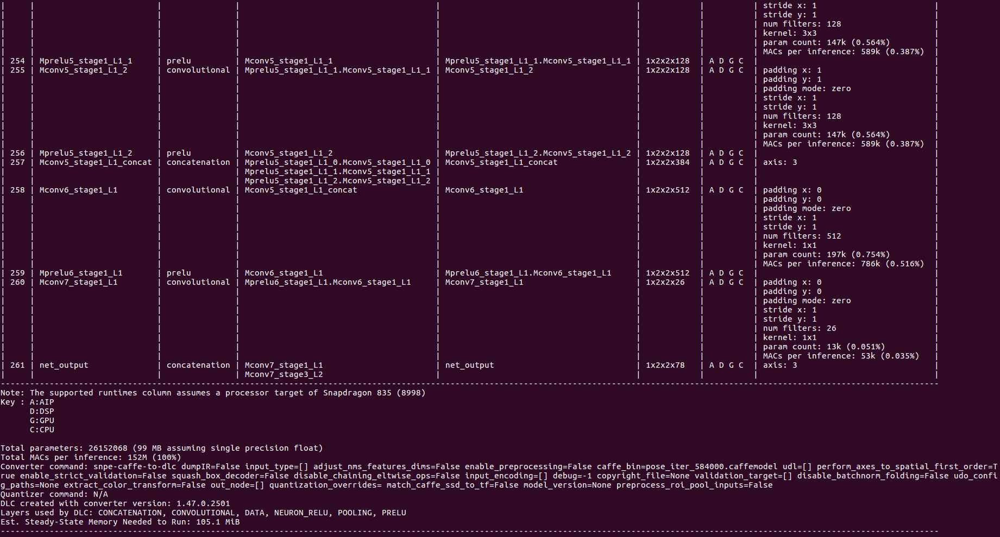 |     |                          |               |                                        |                                        |            |          | stride x: 1                       |
|     |                          |               |                                        |                                        |            |          | stride y: 1                       |
|     |                          |               |                                        |                                        |            |          | num filters: 128                  |
|     |                          |               |                                        |                                        |            |          | kernel: 3x3                       |
|     |                          |               |                                        |                                        |            |          | param count: 147k (0.564%)        |
|     |                          |               |                                        |                                        |            |          | MACs per inference: 589k (0.387%) |
| 254 | Mprelu5_stage1_L1_1      | prelu         | Mconv5_stage1_L1_1                     | Mprelu5_stage1_L1_1.Mconv5_stage1_L1_1 | 1x2x2x128  | A D G C  |                                   |
| 255 | Mconv5_stage1_L1_2       | convolutional | Mprelu5_stage1_L1_1.Mconv5_stage1_L1_1 | Mconv5_stage1_L1_2                     | 1x2x2x128  | A D G C  | padding x: 1                      |
|     |                          |               |                                        |                                        |            |          | padding y: 1                      |
|     |                          |               |                                        |                                        |            |          | padding mode: zero                |
|     |                          |               |                                        |                                        |            |          | stride x: 1                       |
|     |                          |               |                                        |                                        |            |          | stride y: 1                       |
|     |                          |               |                                        |                                        |            |          | num filters: 128                  |
|     |                          |               |                                        |                                        |            |          | kernel: 3x3                       |
|     |                          |               |                                        |                                        |            |          | param count: 147k (0.564%)        |
|     |                          |               |                                        |                                        |            |          | MACs per inference: 589k (0.387%) |
| 256 | Mprelu5_stage1_L1_2      | prelu         | Mconv5_stage1_L1_2                     | Mprelu5_stage1_L1_2.Mconv5_stage1_L1_2 | 1x2x2x128  | A D G C  |                                   |
| 257 | Mconv5_stage1_L1_concat  | concatenation | Mprelu5_stage1_L1_0.Mconv5_stage1_L1_0 | Mconv5_stage1_L1_concat                | 1x2x2x384  | A D G C  | axis: 3                           |
|     |                          |               | Mprelu5_stage1_L1_1.Mconv5_stage1_L1_1 |                                        |            |          |                                   |
|     |                          |               | Mprelu5_stage1_L1_2.Mconv5_stage1_L1_2 |                                        |            |          |                                   |
| 258 | Mconv6_stage1_L1         | convolutional | Mconv5_stage1_L1_concat                | Mconv6_stage1_L1                       | 1x2x2x512  | A D G C  | padding x: 0                      |
|     |                          |               |                                        |                                        |            |          | padding y: 0                      |
|     |                          |               |                                        |                                        |            |          | padding mode: zero                |
|     |                          |               |                                        |                                        |            |          | stride x: 1                       |
|     |                          |               |                                        |                                        |            |          | stride y: 1                       |
|     |                          |               |                                        |                                        |            |          | num filters: 512                  |
|     |                          |               |                                        |                                        |            |          | kernel: 1x1                       |
|     |                          |               |                                        |                                        |            |          | param count: 197k (0.754%)        |
|     |                          |               |                                        |                                        |            |          | MACs per inference: 786k (0.516%) |
| 259 | Mprelu6_stage1_L1        | prelu         | Mconv6_stage1_L1                       | Mprelu6_stage1_L1.Mconv6_stage1_L1     | 1x2x2x512  | A D G C  |                                   |
| 260 | Mconv7_stage1_L1         | convolutional | Mprelu6_stage1_L1.Mconv6_stage1_L1     | Mconv7_stage1_L1                       | 1x2x2x26   | A D G C  | padding x: 0                      |
|     |                          |               |                                        |                                        |            |          | padding y: 0                      |
|     |                          |               |                                        |                                        |            |          | padding mode: zero                |
|     |                          |               |                                        |                                        |            |          | stride x: 1                       |
|     |                          |               |                                        |                                        |            |          | stride y: 1                       |
|     |                          |               |                                        |                                        |            |          | num filters: 26                   |
|     |                          |               |                                        |                                        |            |          | kernel: 1x1                       |
|     |                          |               |                                        |                                        |            |          | param count: 13k (0.051%)         |
|     |                          |               |                                        |                                        |            |          | MACs per inference: 53k (0.035%)  |
| 261 | net_output               | concatenation | Mconv7_stage1_L1                       | net_output                             | 1x2x2x78   | A D G C  | axis: 3                           |
|     |                          |               | Mconv7_stage3_L2                       |                                        |            |          |                                   |
Note: The supported runtimes column assumes a processor target of Snapdragon 835 (8998)
Key : A:AIP
      D:DSP
      G:GPU
      C:CPU
Total parameters: 26152068 (99 MB assuming single precision float)
Total MACs per inference: 152M (100%)
Converter command: snpe-caffe-to-dlc dumpIR=False input_type=[] adjust_nms_features_dims=False enable_preprocessing=False caffe_bin=pose_iter_584000.caffemodel udl=[] perform_axes_to_spatial_first_order=T
rue enable_strict_validation=False squash_box_decoder=False disable_chaining_eltwise_ops=False input_encoding=[] debug=-1 copyright_file=None validation_target=[] disable_batchnorm_folding=False udo_confi
g_paths=None extract_color_transform=False out_node=[] quantization_overrides= match_caffe_ssd_to_tf=False model_version=None preprocess_roi_pool_inputs=False
Quantizer command: N/A
DLC created with converter version: 1.47.0.2501
Layers used by DLC: CONCATENATION, CONVOLUTIONAL, DATA, NEURON_RELU, POOLING, PRELU
Est. Steady-State Memory Needed to Run: 105.1 MiB